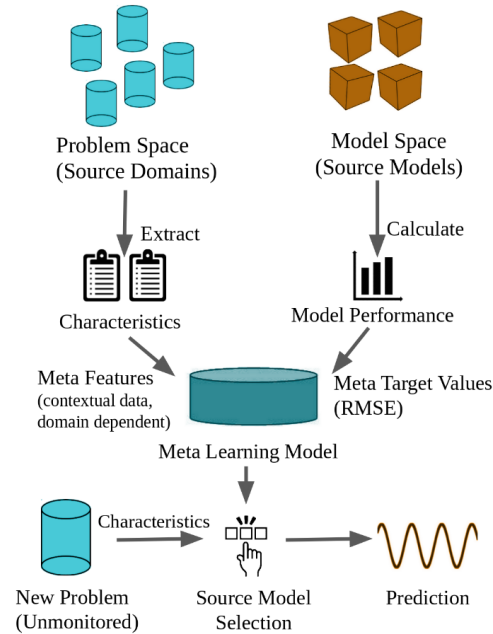 Problem Space
(Source Domains)
Model Space
(Source Models)
Extract
Calculate
Characteristics
Model Performance
Meta Features
(contextual data,
domain dependent)
Meta Target Values
(RMSE)
Meta Learning Model
Characteristics
New Problem
(Unmonitored)
Source Model
Selection
Prediction